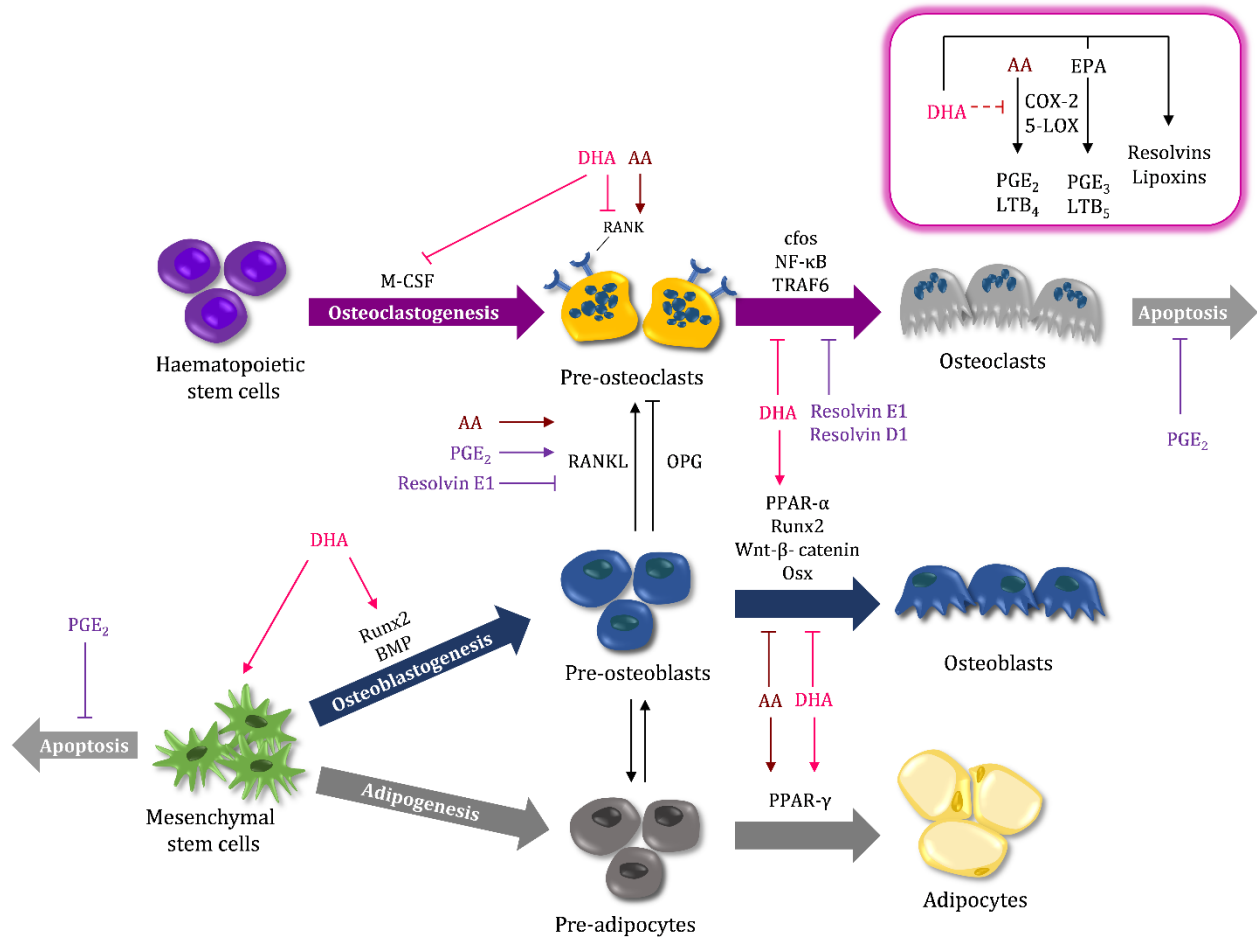 AA
EPA
DHA
COX-2
5-LOX
Resolvins
Lipoxins
PGE₂
LTB₄
PGE₃
LTB₅
DHA AA
RANK
M-CSF
Osteoclastogenesis
cfos
NF-κB
TRAF6
Apoptosis
Haematopoietic
stem cells
Pre-osteoclasts
Osteoclasts
AA
PGE₂
Resolvin E1
RANKL
OPG
DHA
Resolvin E1
Resolvin D1
PGE₂
PPAR-α
Runx2
Wnt-β- catenin
Osx
DHA
Runx2
BMP
Osteoblastogenesis
Pre-osteoblasts
Osteoblasts
PGE₂
Apoptosis
Mesenchymal
stem cells
AA
DHA
Adipogenesis
PPAR-γ
Pre-adipocytes
Adipocytes